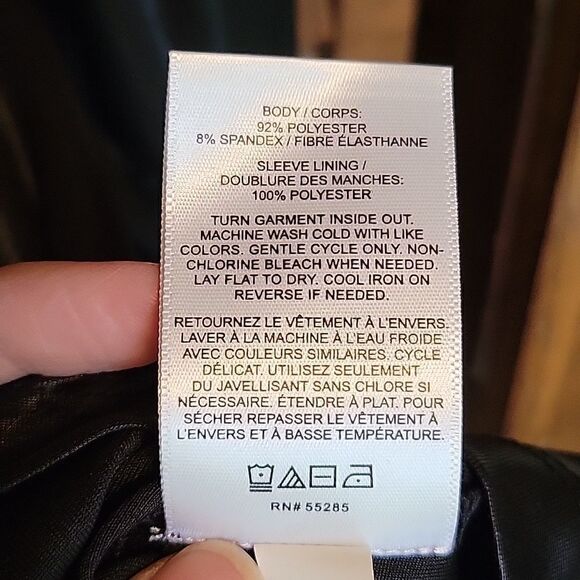 BODY / CORPS:
92% POLYESTER
8% SPANDEX / FIBRE ÉLASTHANNE
SLEEVE LINING /
DOUBLURE DES MANCHES:
100% POLYESTER
TURN GARMENT INSIDE OUT.
MACHINE WASH COLD WITH LIKE
COLORS. GENTLE CYCLE ONLY. NON-
CHLORINE BLEACH WHEN NEEDED.
LAY FLAT TO DRY. COOL IRON ON
REVERSE IF NEEDED.
RETOURNEZ LE VÊTEMENT À L'ENVERS.
LAVER À LA MACHINE À L'EAU FROIDE
AVEC COULEURS SIMILAIRES. CYCLE
DÉLICAT. UTILISEZ SEULEMENT
DU JAVELLISANT SANS CHLORE SI
NÉCESSAIRE. ÉTENDRE À PLAT. POUR
SÉCHER REPASSER LE VÊTEMENT À
L'ENVERS ET À BASSE TEMPÉRATURE.
RN# 55285